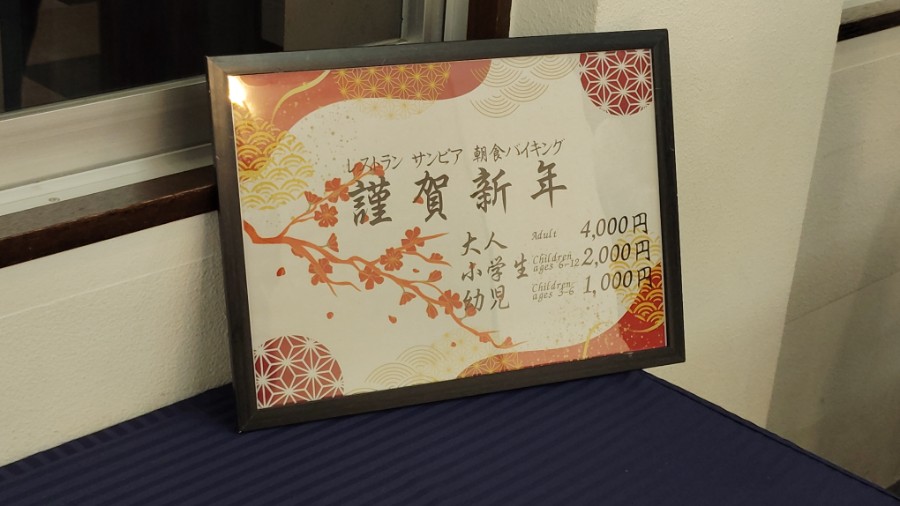 レストラン サンピア 朝食バイキング
謹賀新年
大人 Adult 4,000円
小学生 Children ages 6-12 2,000円
幼児 Children ages 3-6 1,000円